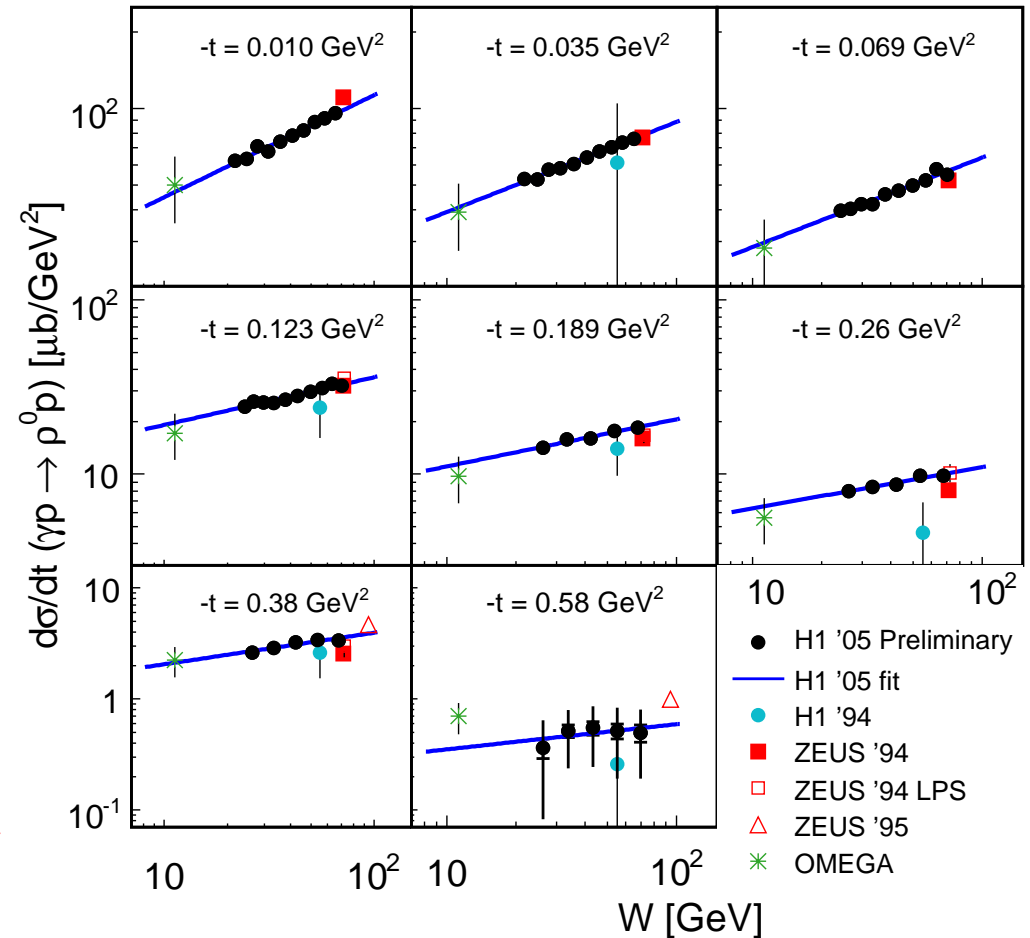 -t = 0.010 GeV²
-t = 0.035 GeV²
-t = 0.069 GeV²
10²
dσ/dt (γp → ρ⁰p) [μb/GeV²]
10²
-t = 0.123 GeV²
-t = 0.189 GeV²
-t = 0.26 GeV²
10
10
-t = 0.38 GeV²
-t = 0.58 GeV²
10
10²
1
10⁻¹
H1 '05 Preliminary
H1 '05 fit
H1 '94
ZEUS '94
ZEUS '94 LPS
ZEUS '95
OMEGA
10
10²
10
10²
W [GeV]